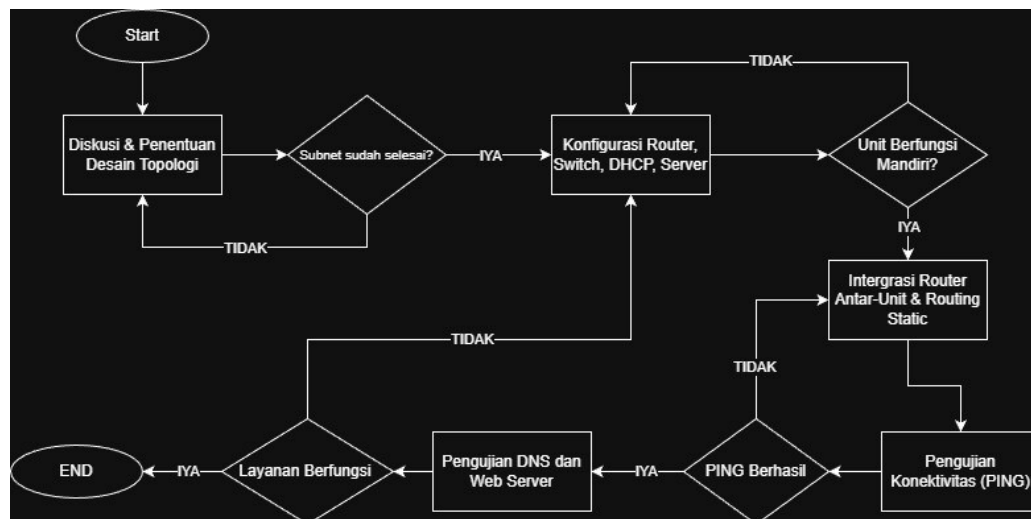 Start
Diskusi & Penentuan
Desain Topologi
Subnet sudah selesai?
TIDAK
IYA
Konfigurasi Router,
Switch, DHCP, Server
TIDAK
Unit Berfungsi
Mandiri?
IYA
Intergrasi Router
Antar-Unit & Routing
Static
Pengujian
Konektivitas (PING)
PING Berhasil
TIDAK
IYA
Pengujian DNS dan
Web Server
Layanan Berfungsi
TIDAK
IYA
END